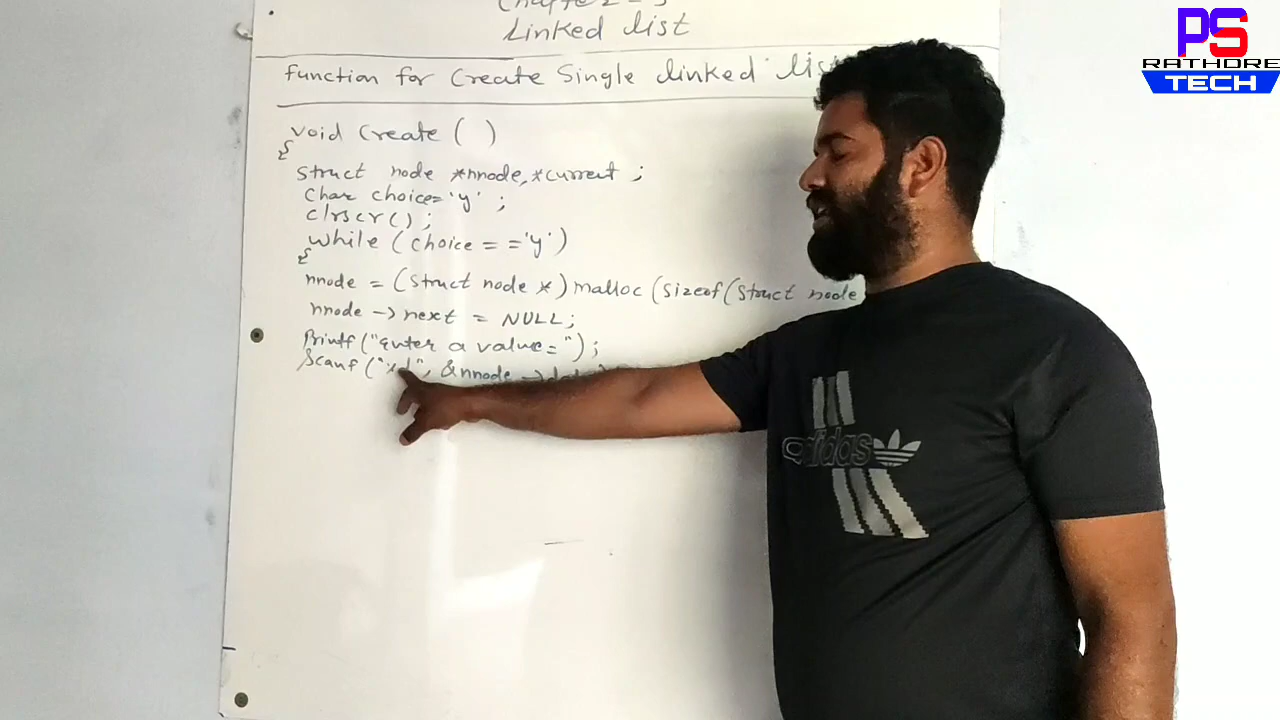 Linked list
PS
RATHORE
TECH
function for Create Single linked list
void Create ( )
{
Struct node *nnode, *current ;
Char choice='y' ;
Clrscr() ;
while ( choice = ='y' )
{
nnode = (Struct node *) malloc (sizeof (Struct node
nnode -> next = NULL;
Printf ("Enter a value=") ;
Scanf ("%d", &nnode ->
adidas